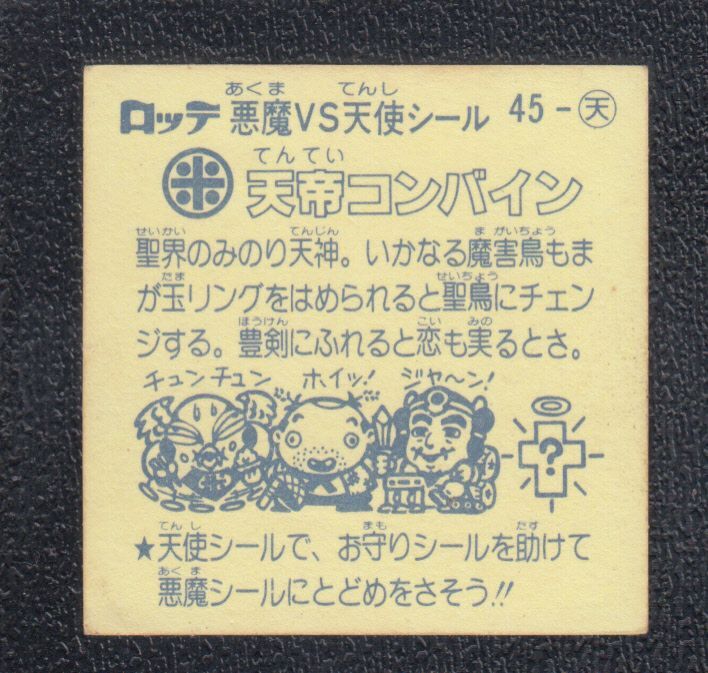 ロッテ 悪魔VS天使シール 45-天
あくま てんし
てんてい
米 天帝コンバイン
せいかい てんじん ま がいちょう
聖界のみのり天神。いかなる魔害鳥もま
たま せいちょう
が玉リングをはめられると聖鳥にチェン
ほうけん こい みの
ジする。豊剣にふれると恋も実るとさ。
チュンチュン ホイッ! ジャ〜ン!
?
てんし まも たす
★天使シールで、お守りシールを助けて
あくま
悪魔シールにとどめをさそう!!